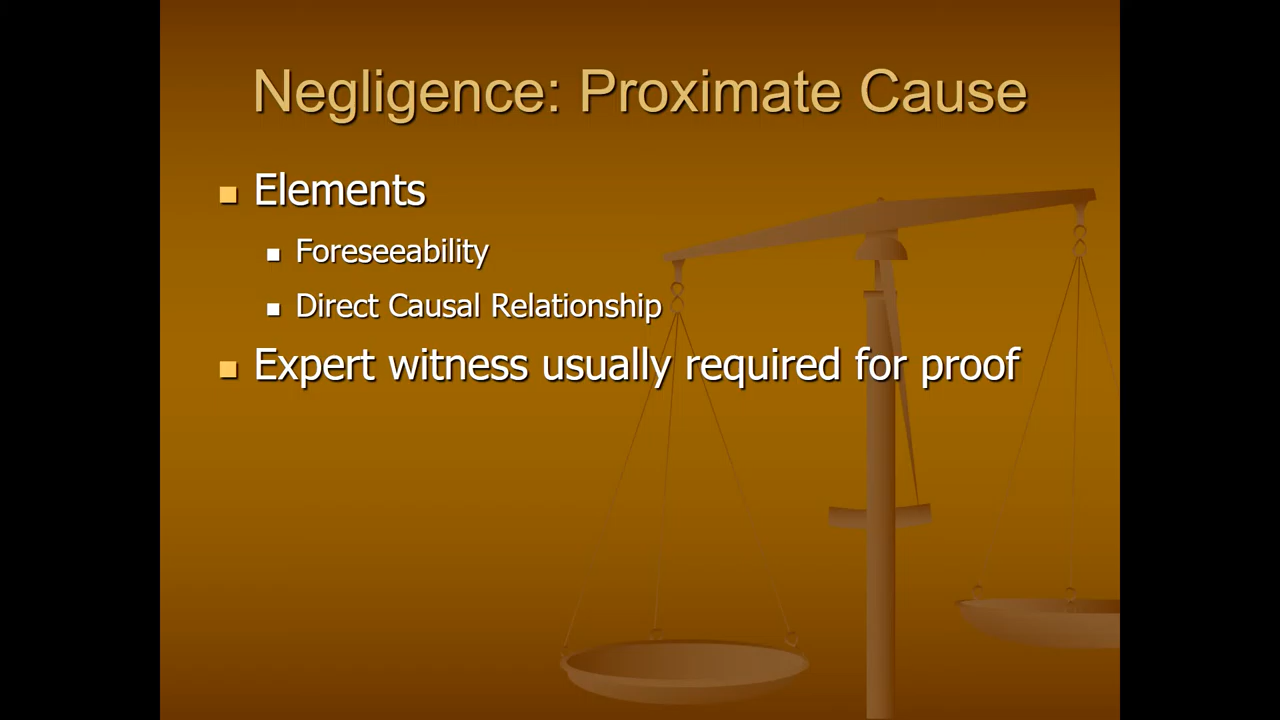 Negligence: Proximate Cause
Elements
Foreseeability
Direct Causal Relationship
Expert witness usually required for proof